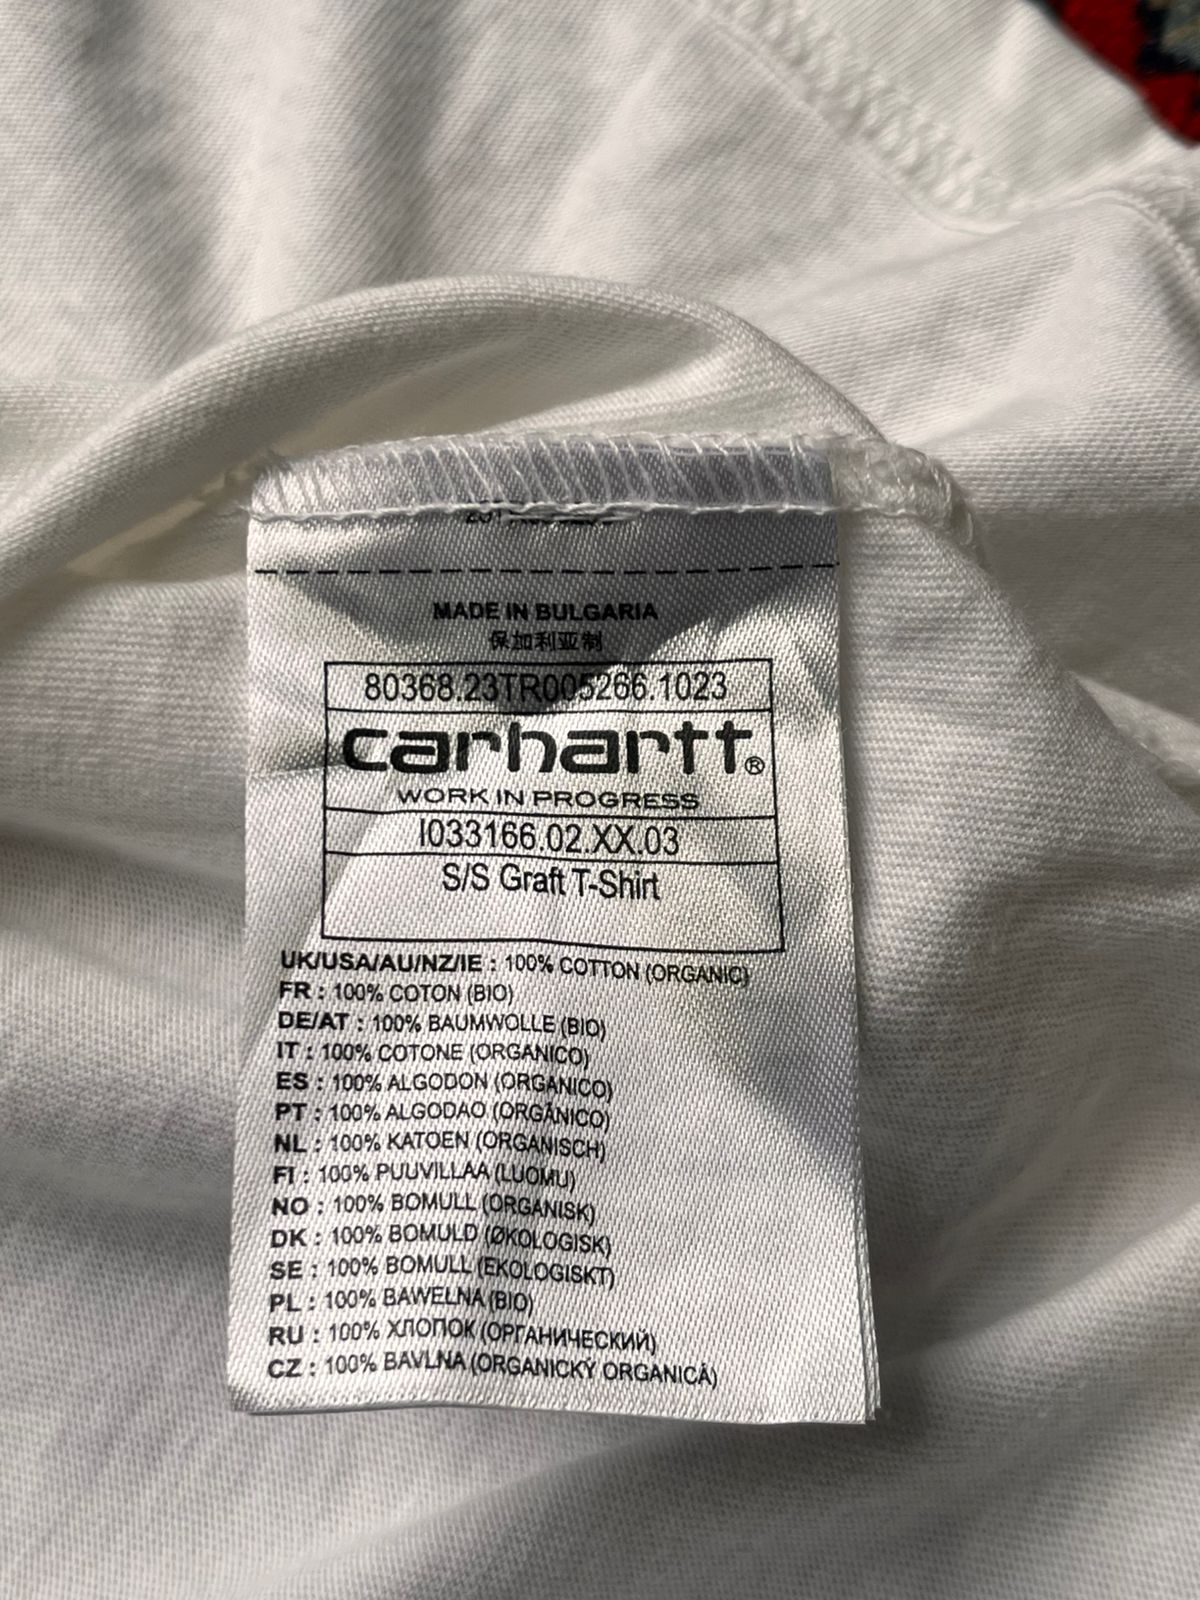 MADE IN BULGARIA
保加利亚制
80368.23TR005266.1023
carhartt®
WORK IN PROGRESS
I033166.02.XX.03
S/S Graft T-Shirt
UK/USA/AU/NZ/IE : 100% COTTON (ORGANIC)
FR : 100% COTON (BIO)
DE/AT : 100% BAUMWOLLE (BIO)
IT : 100% COTONE (ORGANICO)
ES : 100% ALGODON (ORGANICO)
PT : 100% ALGODAO (ORGÂNICO)
NL : 100% KATOEN (ORGANISCH)
FI : 100% PUUVILLAA (LUOMU)
NO : 100% BOMULL (ORGANISK)
DK : 100% BOMULD (ØKOLOGISK)
SE : 100% BOMULL (EKOLOGISKT)
PL : 100% BAWEŁNA (BIO)
RU : 100% ХЛОПОК (ОРГАНИЧЕСКИЙ)
CZ : 100% BAVLNA (ORGANICKÝ ORGANICÁ)